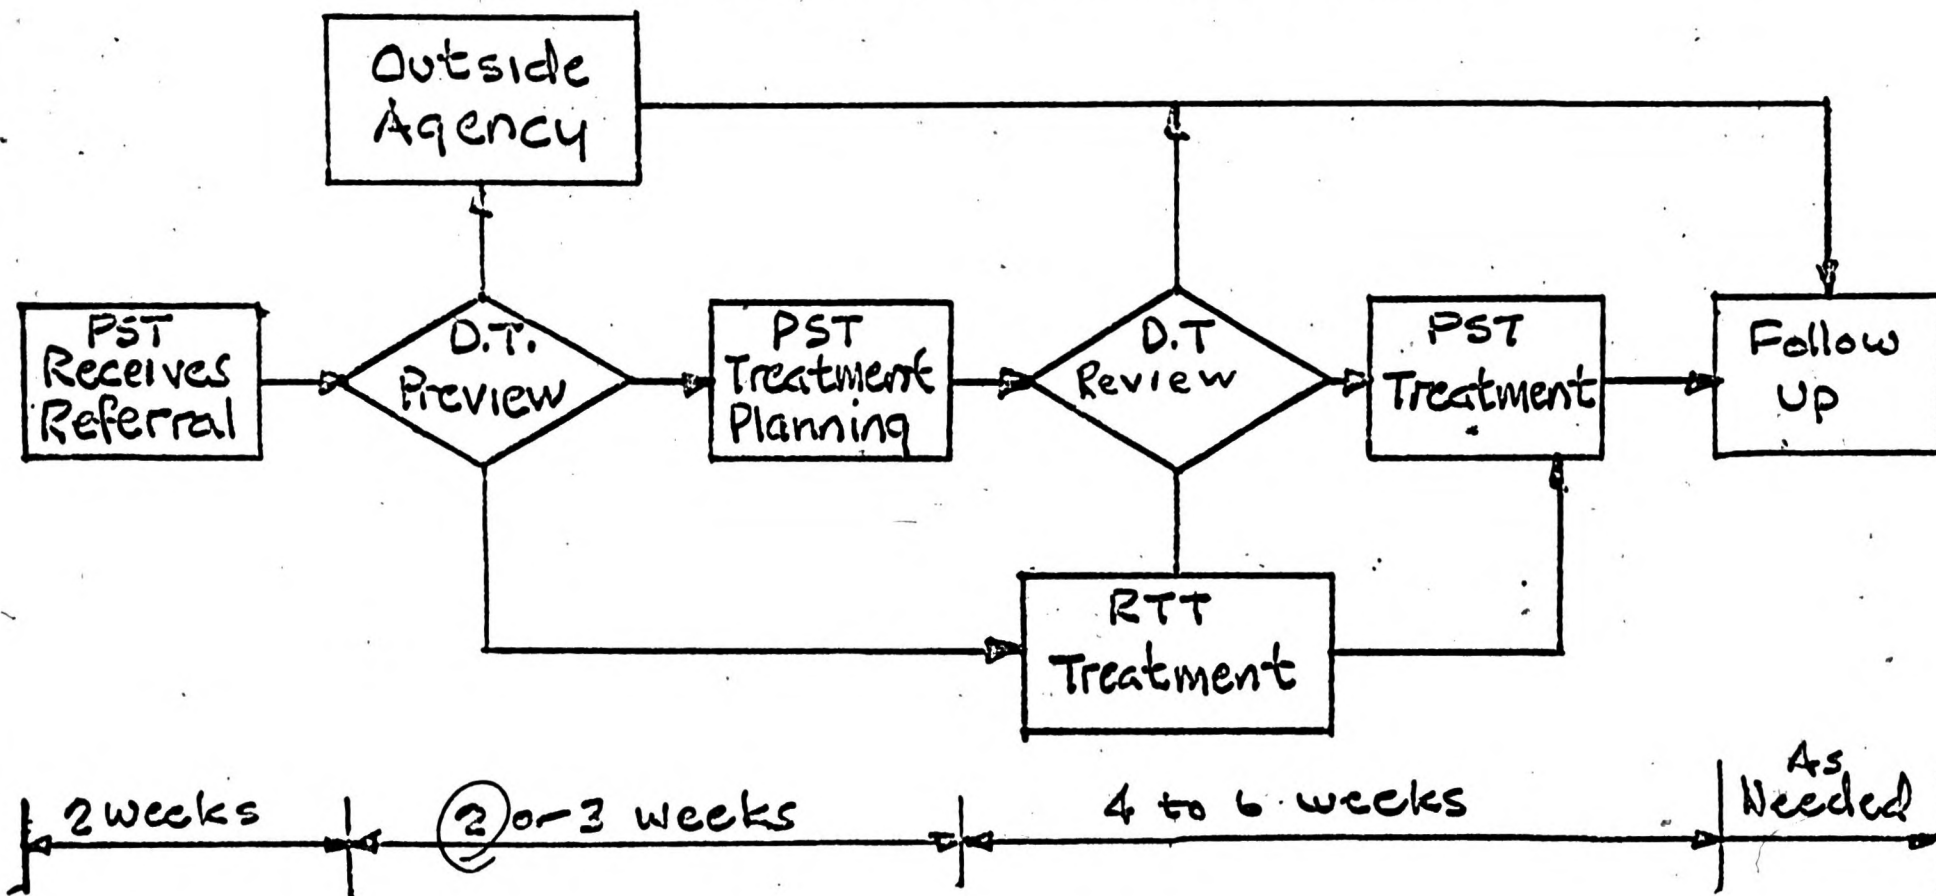 Outside
Agency
PST
Receives
Referral
D.T.
Preview
PST
Treatment
Planning
D.T
Review
PST
Treatment
Follow
Up
RTT
Treatment
2 weeks
2 or 3 weeks
4 to 6 weeks
As
Needed